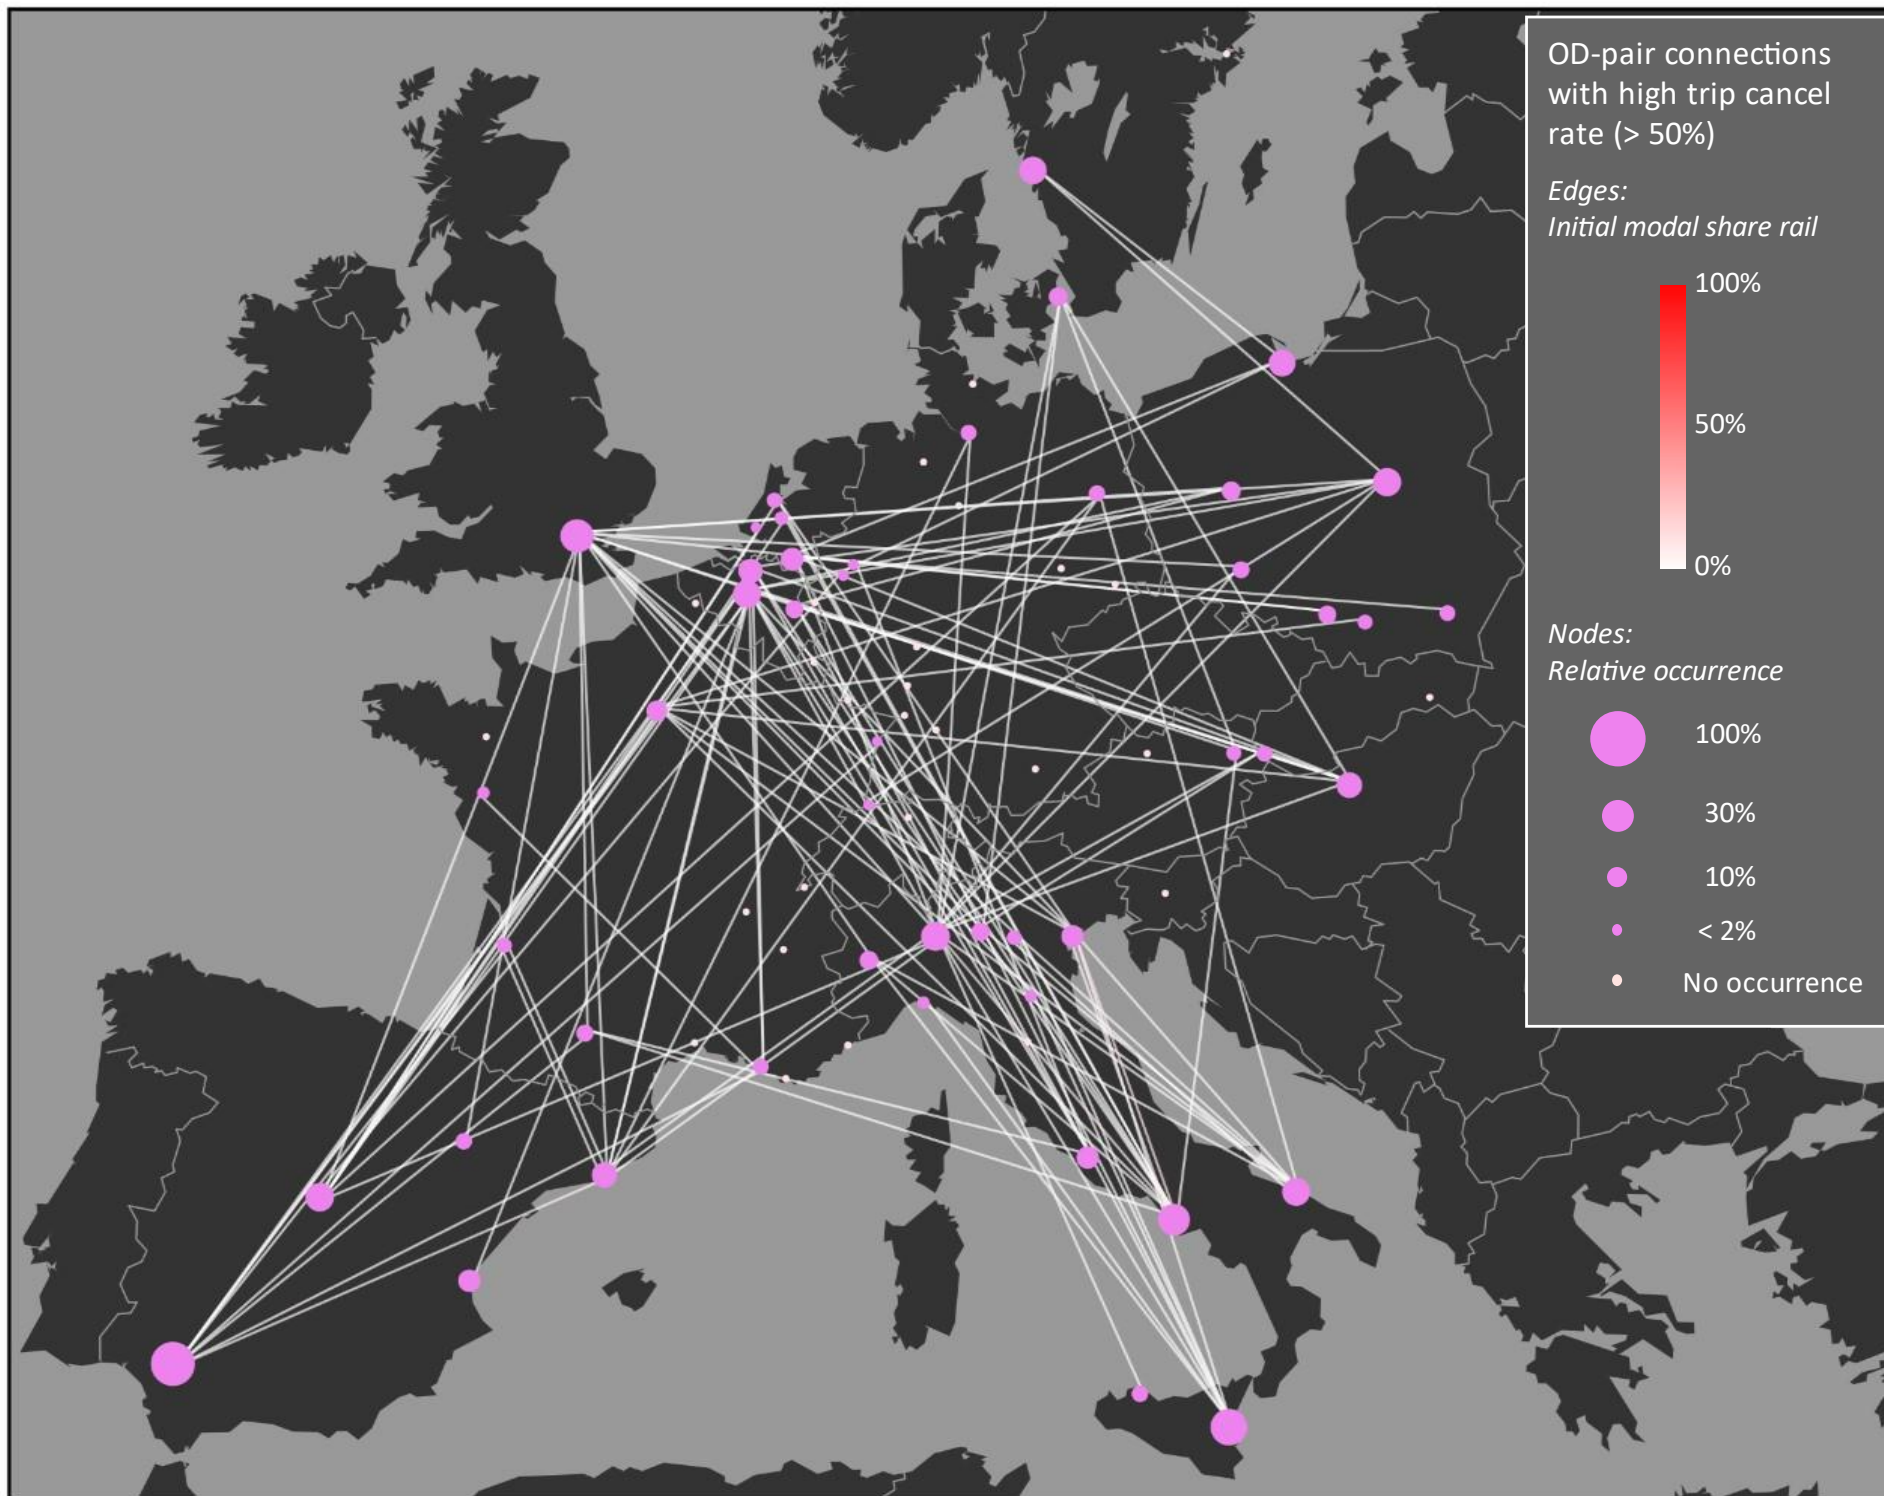 OD-pair connections
with high trip cancel
rate (> 50%)
Edges:
Initial modal share rail
100%
50%
0%
Nodes:
Relative occurrence
100%
30%
10%
< 2%
No occurrence